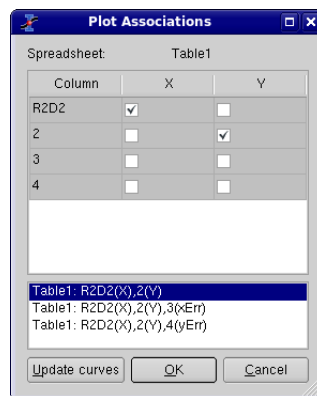 Plot Associations
Spreadsheet: Table1
Column X Y
R2D2
2
3
4
Table1: R2D2(X),2(Y)
Table1: R2D2(X),2(Y),3(xErr)
Table1: R2D2(X),2(Y),4(yErr)
Update curves OK Cancel